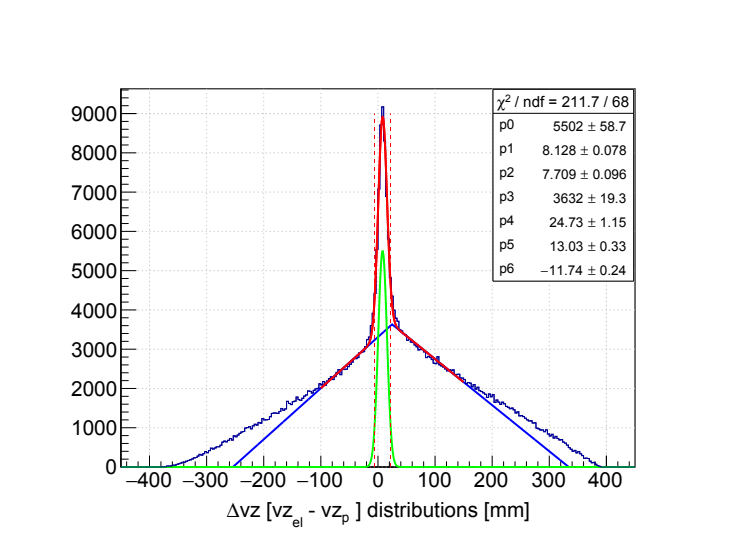 χ² / ndf = 211.7 / 68
p0 5502 ± 58.7
p1 8.128 ± 0.078
p2 7.709 ± 0.096
p3 3632 ± 19.3
p4 24.73 ± 1.15
p5 13.03 ± 0.33
p6 −11.74 ± 0.24
9000
8000
7000
6000
5000
4000
3000
2000
1000
0
−400 −300 −200 −100 0 100 200 300 400
Δvz [vz_el - vz_p ] distributions [mm]